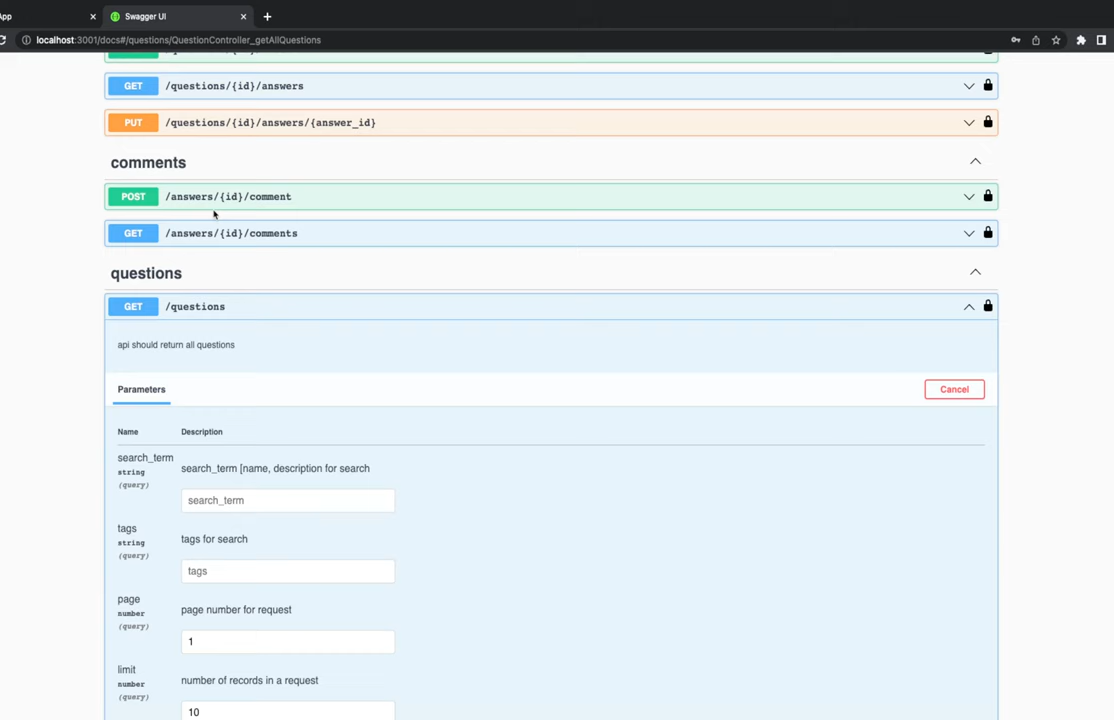 App
Swagger UI
localhost:3001/docs#/questions/QuestionController_getAllQuestions
GET /questions/{id}/answers
PUT /questions/{id}/answers/{answer_id}
comments
POST /answers/{id}/comment
GET /answers/{id}/comments
questions
GET /questions
api should return all questions
Parameters
Cancel
Name Description
search_term
string
(query)
search_term [name, description for search
search_term
tags
string
(query)
tags for search
tags
page
number
(query)
page number for request
1
limit
number
(query)
number of records in a request
10